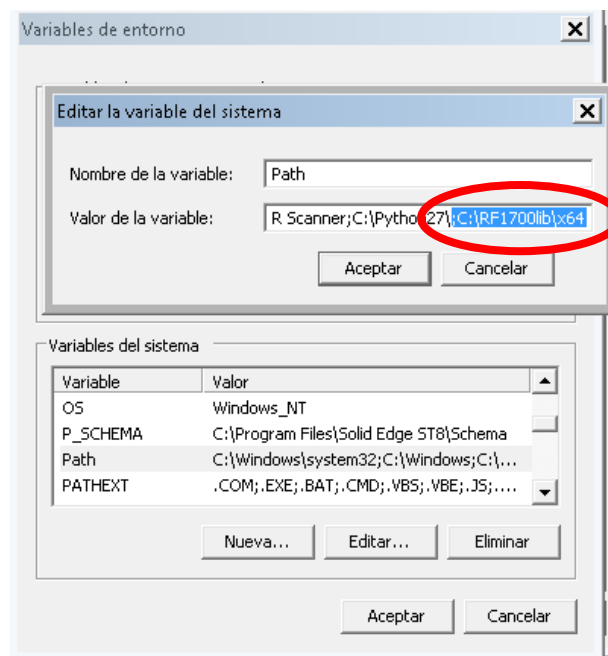 Variables de entorno
Editar la variable del sistema
Nombre de la variable: Path
Valor de la variable: R Scanner;C:\Python27\;C:\RF1700lib\x64
Aceptar Cancelar
Variables del sistema
Variable Valor
OS Windows_NT
P_SCHEMA C:\Program Files\Solid Edge ST8\Schema
Path C:\Windows\system32;C:\Windows;C:\...
PATHEXT .COM;.EXE;.BAT;.CMD;.VBS;.VBE;.JS;....
Nueva... Editar... Eliminar
Aceptar Cancelar